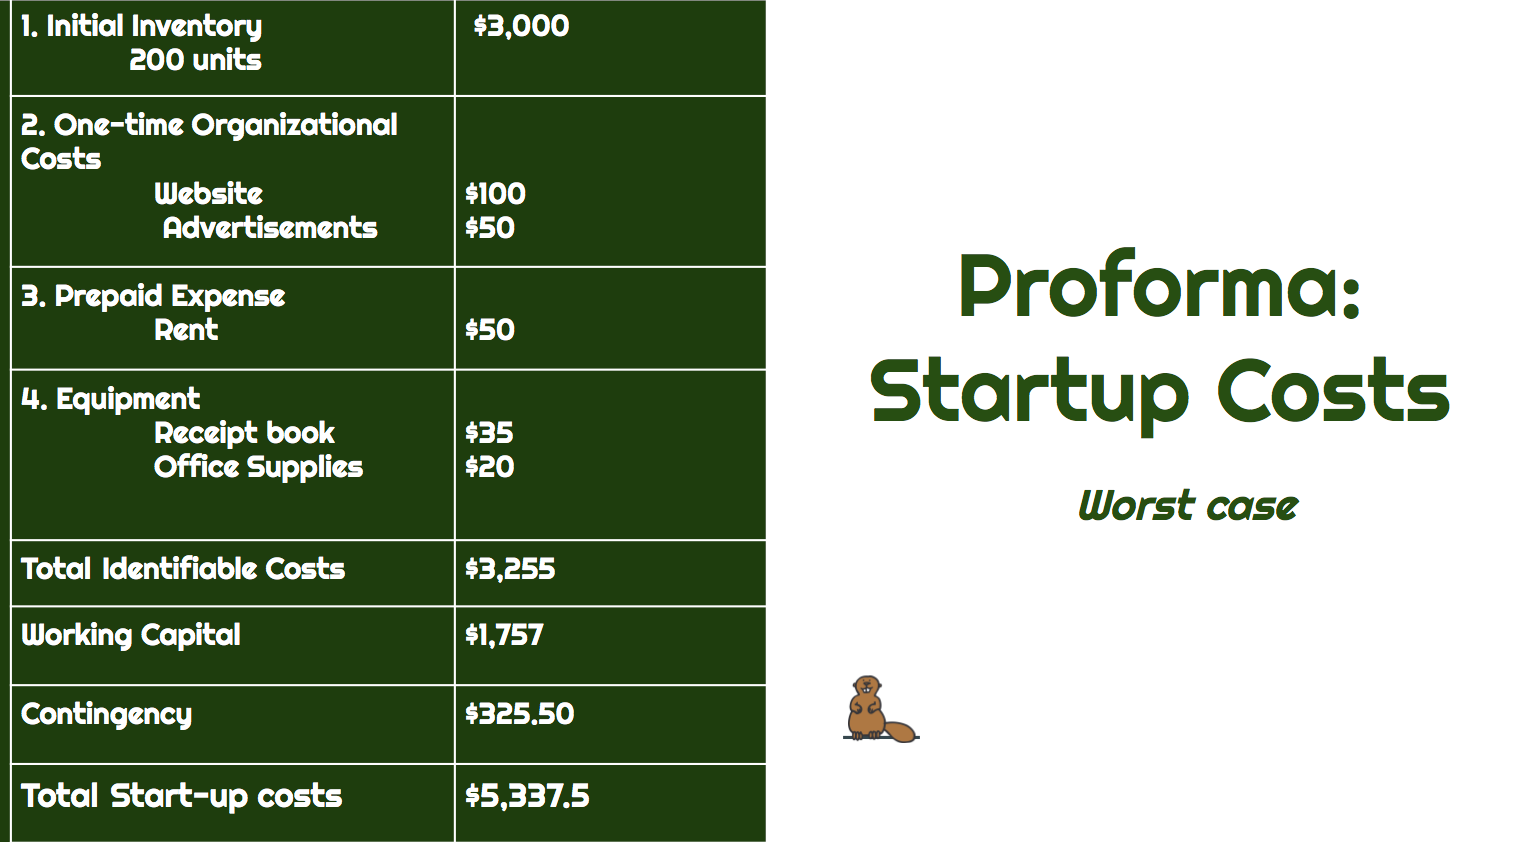 1. Initial Inventory $3,000
200 units
2. One-time Organizational
Costs
Website $100
Advertisements $50
3. Prepaid Expense
Rent $50
4. Equipment
Receipt book $35
Office Supplies $20
Total Identifiable Costs $3,255
Working Capital $1,757
Contingency $325.50
Total Start-up costs $5,337.5
Proforma:
Startup Costs
Worst case